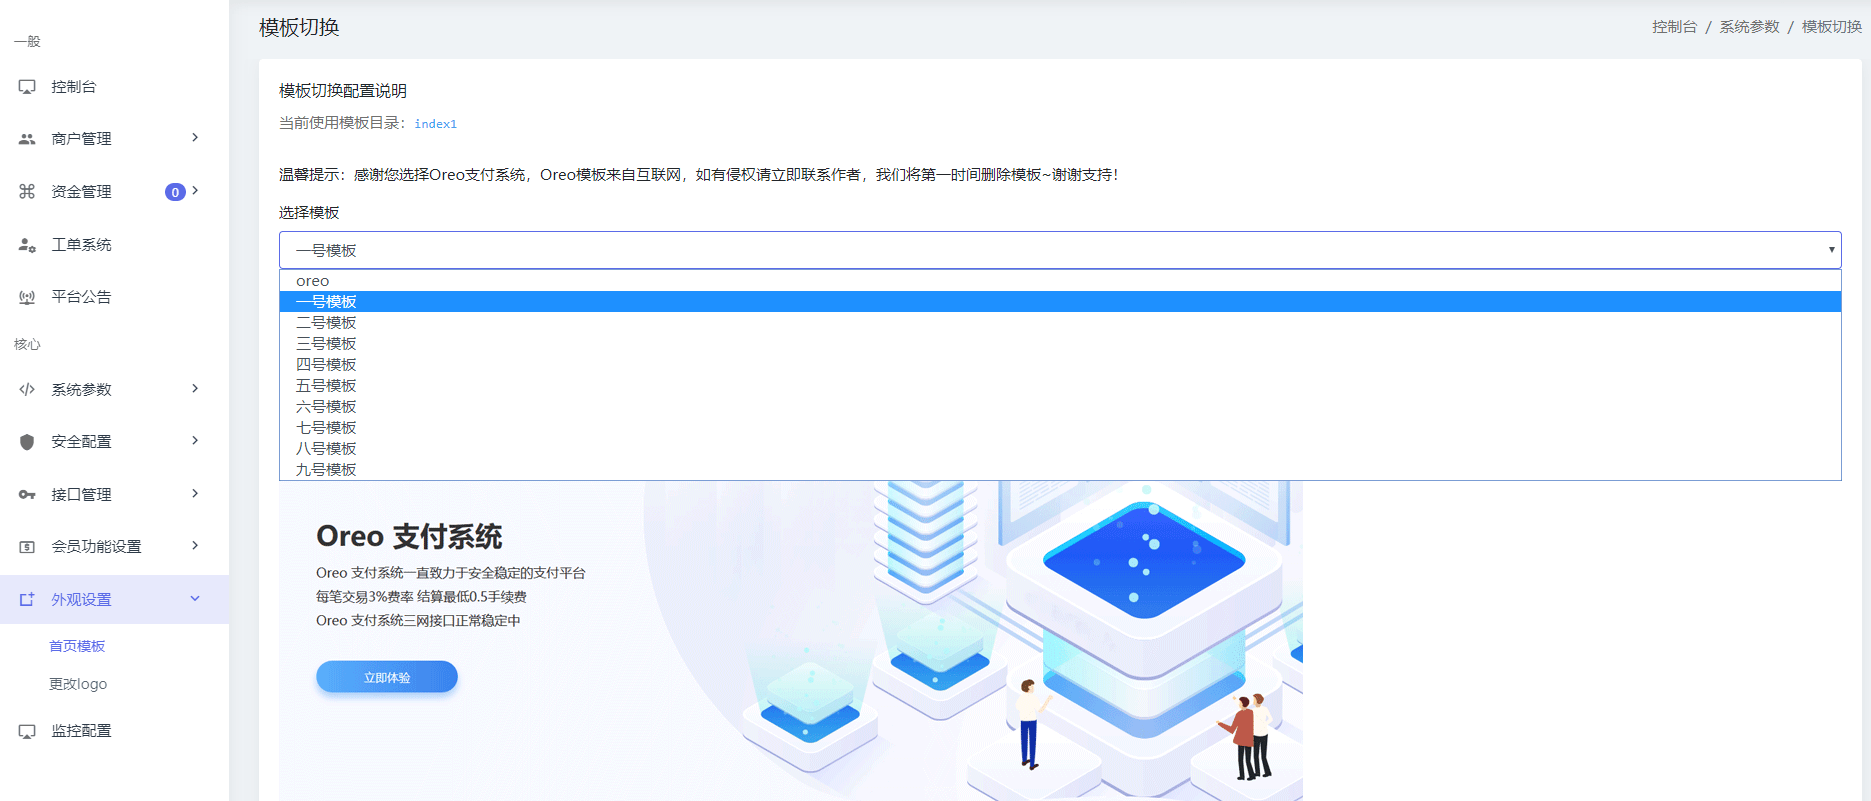 一般
控制台
商户管理
资金管理 0
工单系统
平台公告
核心
系统参数
安全配置
接口管理
会员功能设置
外观设置
首页模板
更改logo
监控配置
模板切换
控制台 / 系统参数 / 模板切换
模板切换配置说明
当前使用模板目录：index1
温馨提示：感谢您选择Oreo支付系统，Oreo模板来自互联网，如有侵权请立即联系作者，我们将第一时间删除模板~谢谢支持！
选择模板
一号模板
oreo
一号模板
二号模板
三号模板
四号模板
五号模板
六号模板
七号模板
八号模板
九号模板
Oreo 支付系统
Oreo 支付系统一直致力于安全稳定的支付平台
每笔交易3%费率 结算最低0.5手续费
Oreo 支付系统三网接口正常稳定中
立即体验